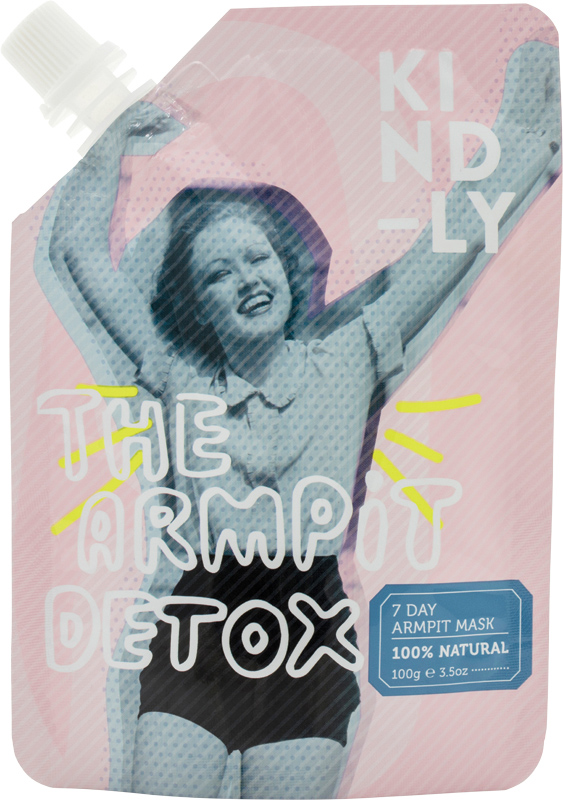 KI
ND
-LY
THE
ARMPiT
DETOX
7 DAY
ARMPIT MASK
100% NATURAL
100g ℮ 3.5oz